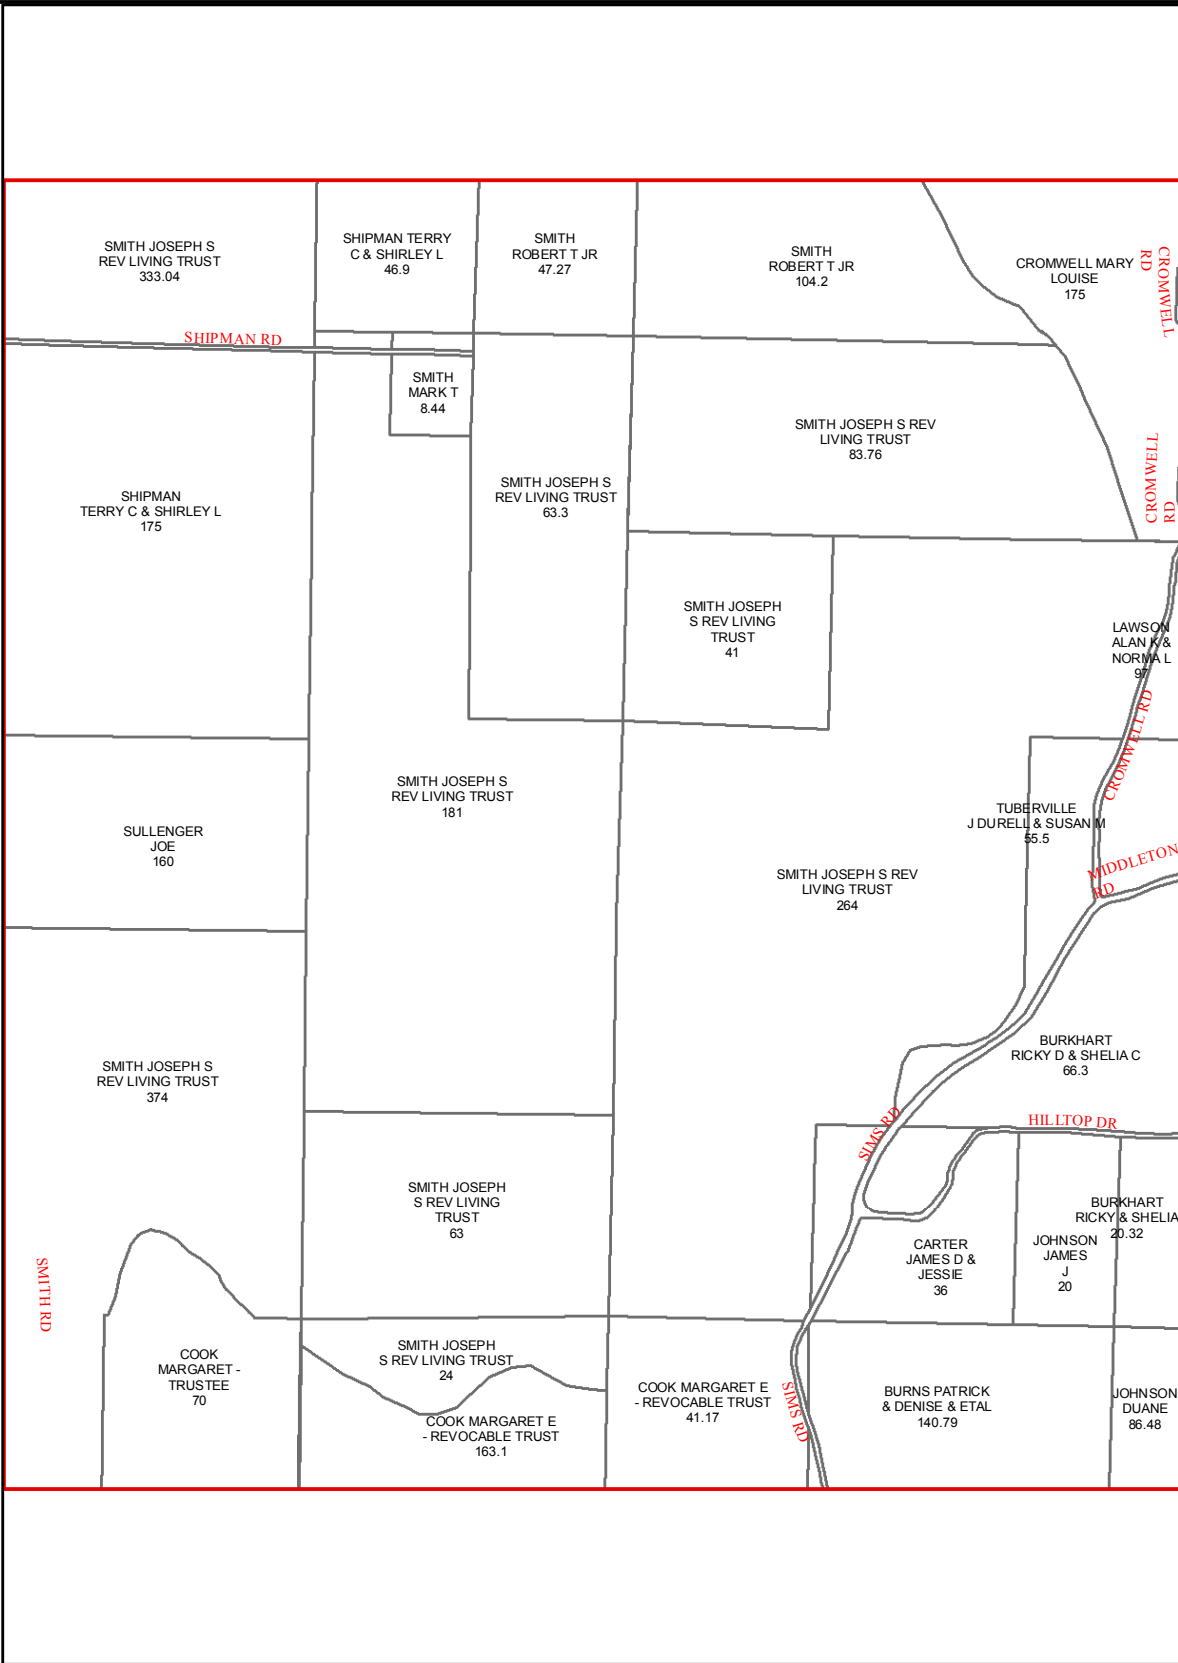 SMITH JOSEPH S
REV LIVING TRUST
333.04
SHIPMAN TERRY
C & SHIRLEY L
46.9
SMITH
ROBERT T JR
47.27
SMITH
ROBERT T JR
104.2
CROMWELL MARY
LOUISE
175
CROMWELL
RD
SHIPMAN RD
SMITH
MARK T
8.44
SMITH JOSEPH S REV
LIVING TRUST
83.76
CROMWELL
RD
SHIPMAN
TERRY C & SHIRLEY L
175
SMITH JOSEPH S
REV LIVING TRUST
63.3
SMITH JOSEPH
S REV LIVING
TRUST
41
LAWSON
ALAN K &
NORMA L
97
CROMWELL RD
SMITH JOSEPH S
REV LIVING TRUST
181
SULLENGER
JOE
160
TUBERVILLE
J DURELL & SUSAN M
55.5
MIDDLETON
RD
SMITH JOSEPH S REV
LIVING TRUST
264
SMITH JOSEPH S
REV LIVING TRUST
374
BURKHART
RICKY D & SHELIA C
66.3
SIMS RD
HILLTOP DR
SMITH JOSEPH
S REV LIVING
TRUST
63
BURKHART
RICKY & SHELIA
20.32
CARTER
JAMES D &
JESSIE
36
JOHNSON
JAMES
J
20
SMITH RD
COOK
MARGARET -
TRUSTEE
70
SMITH JOSEPH
S REV LIVING TRUST
24
COOK MARGARET E
- REVOCABLE TRUST
163.1
COOK MARGARET E
- REVOCABLE TRUST
41.17
SIMS RD
BURNS PATRICK
& DENISE & ETAL
140.79
JOHNSON
DUANE
86.48